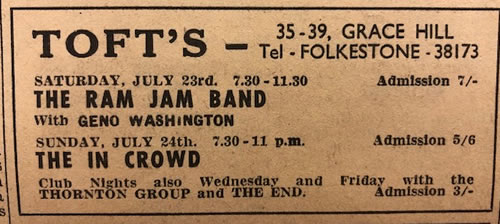 TOFT'S - 35-39, GRACE HILL
Tel - FOLKESTONE - 38173
SATURDAY, JULY 23rd. 7.30-11.30 Admission 7/-
THE RAM JAM BAND
With GENO WASHINGTON
SUNDAY, JULY 24th. 7.30-11 p.m. Admission 5/6
THE IN CROWD
Club Nights also Wednesday and Friday with the
THORNTON GROUP and THE END. Admission 3/-